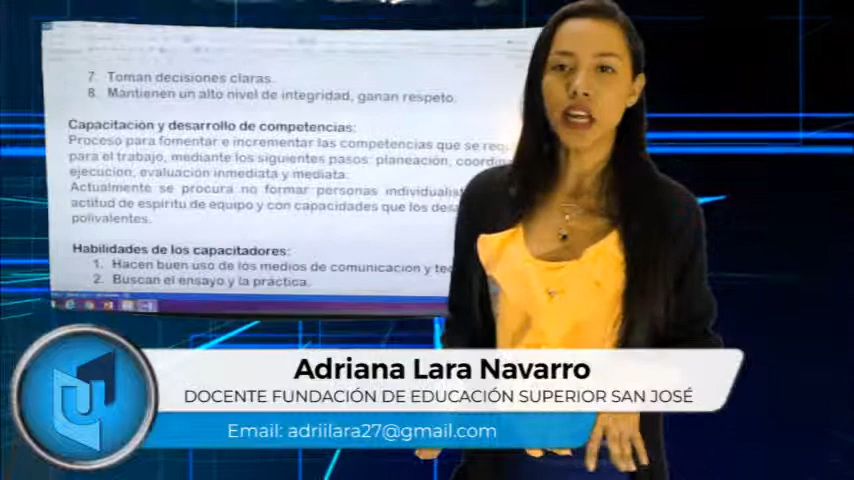 7. Toman decisiones claras.
8. Mantienen un alto nivel de integridad, ganan respeto.
Capacitación y desarrollo de competencias:
Proceso para fomentar e incrementar las competencias que se
para el trabajo, mediante los siguientes pasos: planeación,
ejecución, evaluación inmediata y mediata.
Actualmente se procura no formar personas
actitud de espíritu de equipo y con capacidades que los
polivalentes.
Habilidades de los capacitadores:
1. Hacen buen uso de los medios de comunicación y
2. Buscan el ensayo y la práctica.
Adriana Lara Navarro
DOCENTE FUNDACIÓN DE EDUCACIÓN SUPERIOR SAN JOSÉ
Email: adriilara27@gmail.com